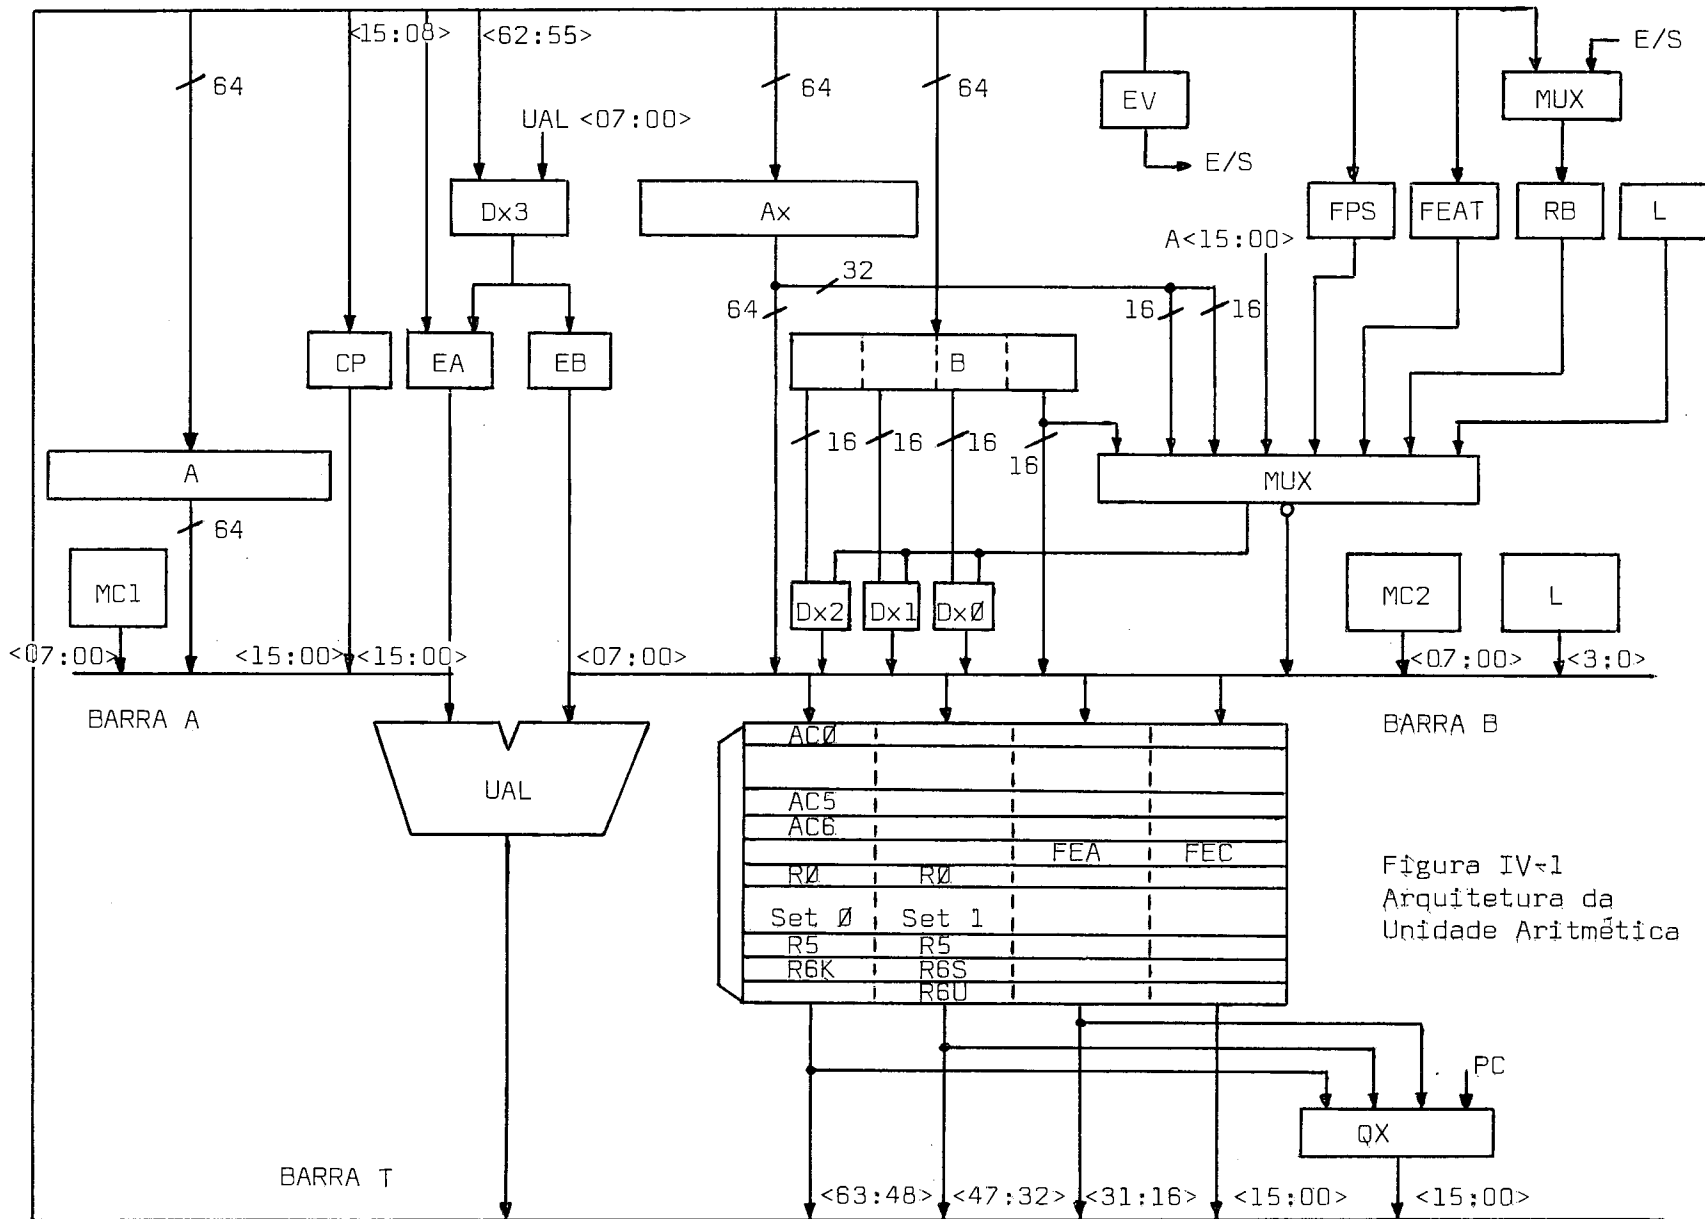 <15:08> <62:55> E/S
64 64 64 EV MUX
UAL <07:00>
E/S
Dx3 Ax FPS FEAT RB L
A<15:00>
32
64 16 16
CP EA EB B
16 16 16 16
A MUX
64
MC1 Dx2 Dx1 DxØ MC2 L
<07:00> <15:00> <15:00> <07:00> <07:00> <3:0>
BARRA A BARRA B
ACØ
UAL
AC5
AC6
FEA FEC
RØ RØ
Set Ø Set 1
R5 R5
R6K R6S
R6U
Figura IV-1
Arquitetura da
Unidade Aritmética
PC
QX
BARRA T
<63:48> <47:32> <31:16> <15:00> <15:00>